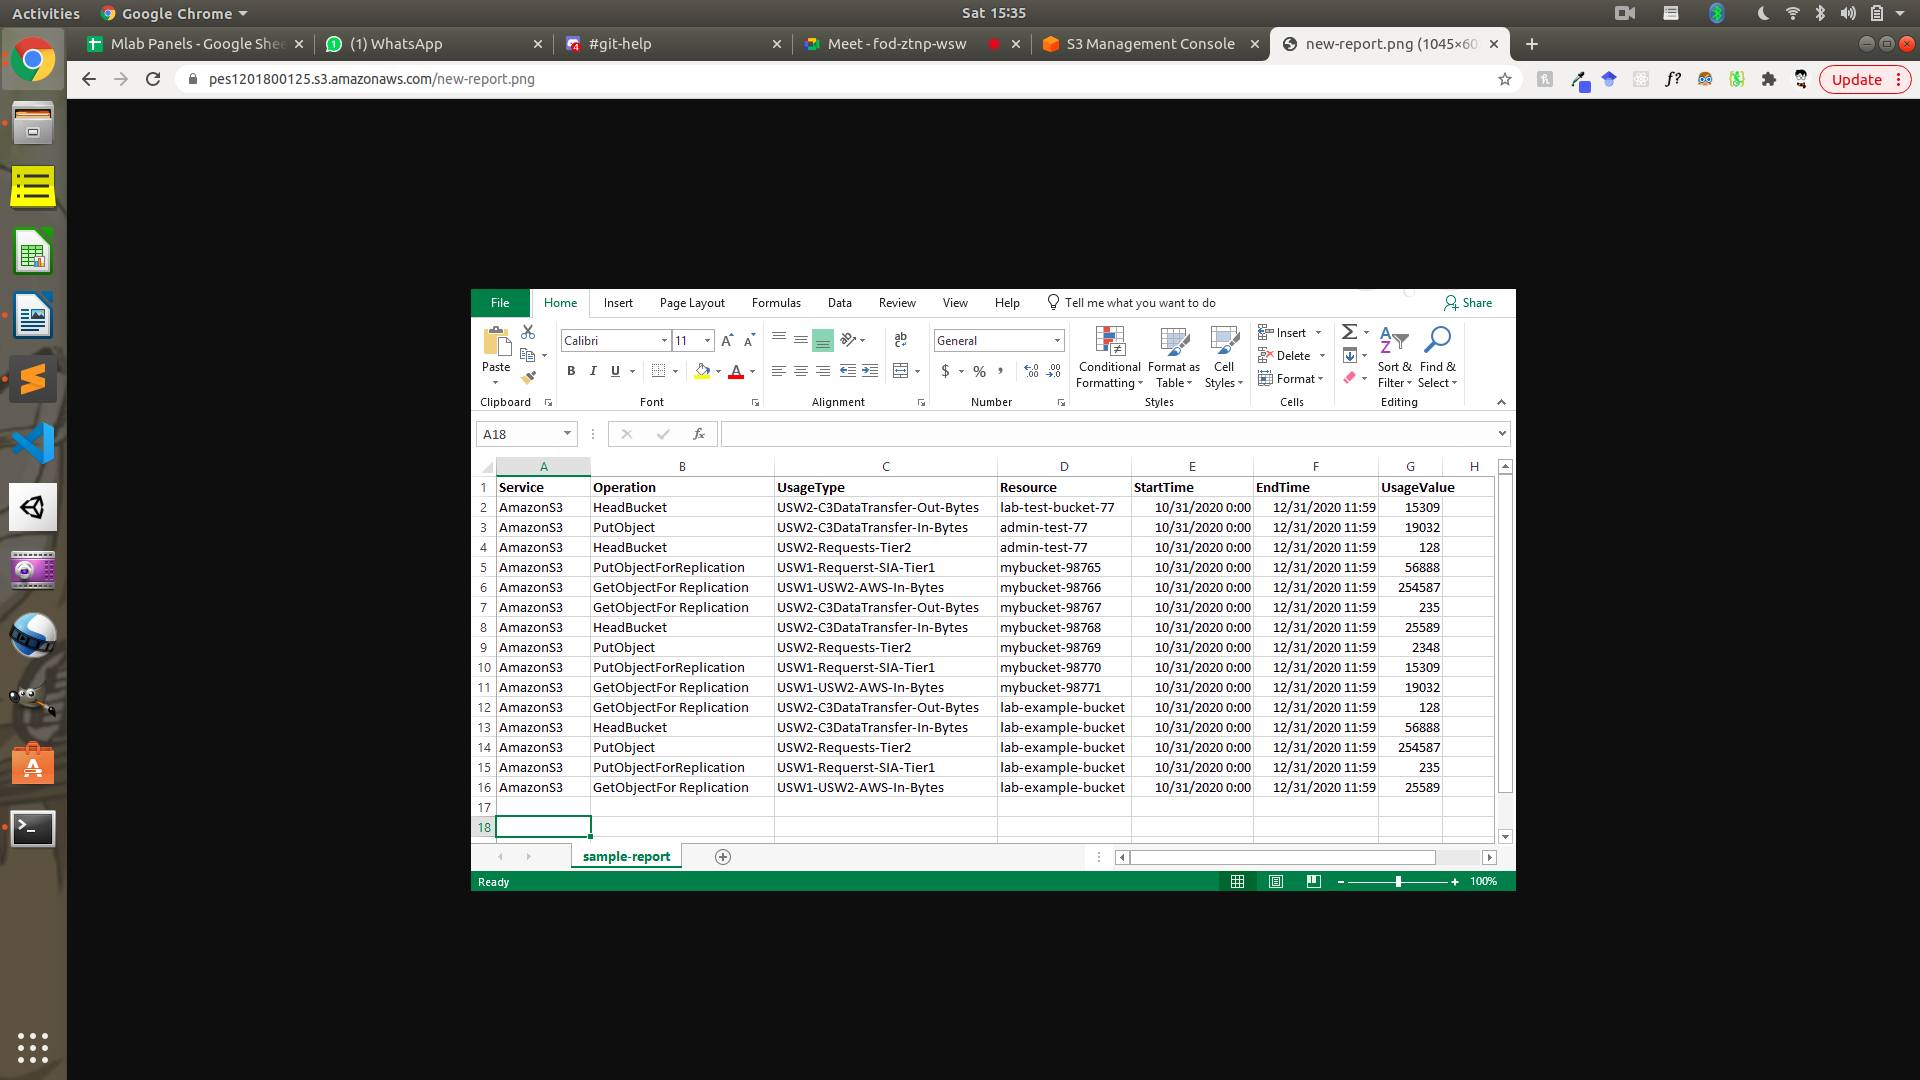 Activities Google Chrome Sat 15:35
Mlab Panels - Google Shee (1) WhatsApp #git-help Meet - fod-ztnp-wsw S3 Management Console new-report.png (1045×60
pes1201800125.s3.amazonaws.com/new-report.png f? Update
File Home Insert Page Layout Formulas Data Review View Help Tell me what you want to do Share
Paste Calibri 11 B I U General $ % Conditional Formatting Format as Table Cell Styles Insert Delete Format Sort & Filter Find & Select
Clipboard Font Alignment Number Styles Cells Editing
A18 fx
A B C D E F G H
1 Service Operation UsageType Resource StartTime EndTime UsageValue
2 AmazonS3 HeadBucket USW2-C3DataTransfer-Out-Bytes lab-test-bucket-77 10/31/2020 0:00 12/31/2020 11:59 15309
3 AmazonS3 PutObject USW2-C3DataTransfer-In-Bytes admin-test-77 10/31/2020 0:00 12/31/2020 11:59 19032
4 AmazonS3 HeadBucket USW2-Requests-Tier2 admin-test-77 10/31/2020 0:00 12/31/2020 11:59 128
5 AmazonS3 PutObjectForReplication USW1-Requerst-SIA-Tier1 mybucket-98765 10/31/2020 0:00 12/31/2020 11:59 56888
6 AmazonS3 GetObjectFor Replication USW1-USW2-AWS-In-Bytes mybucket-98766 10/31/2020 0:00 12/31/2020 11:59 254587
7 AmazonS3 GetObjectFor Replication USW2-C3DataTransfer-Out-Bytes mybucket-98767 10/31/2020 0:00 12/31/2020 11:59 235
8 AmazonS3 HeadBucket USW2-C3DataTransfer-In-Bytes mybucket-98768 10/31/2020 0:00 12/31/2020 11:59 25589
9 AmazonS3 PutObject USW2-Requests-Tier2 mybucket-98769 10/31/2020 0:00 12/31/2020 11:59 2348
10 AmazonS3 PutObjectForReplication USW1-Requerst-SIA-Tier1 mybucket-98770 10/31/2020 0:00 12/31/2020 11:59 15309
11 AmazonS3 GetObjectFor Replication USW1-USW2-AWS-In-Bytes mybucket-98771 10/31/2020 0:00 12/31/2020 11:59 19032
12 AmazonS3 GetObjectFor Replication USW2-C3DataTransfer-Out-Bytes lab-example-bucket 10/31/2020 0:00 12/31/2020 11:59 128
13 AmazonS3 HeadBucket USW2-C3DataTransfer-In-Bytes lab-example-bucket 10/31/2020 0:00 12/31/2020 11:59 56888
14 AmazonS3 PutObject USW2-Requests-Tier2 lab-example-bucket 10/31/2020 0:00 12/31/2020 11:59 254587
15 AmazonS3 PutObjectForReplication USW1-Requerst-SIA-Tier1 lab-example-bucket 10/31/2020 0:00 12/31/2020 11:59 235
16 AmazonS3 GetObjectFor Replication USW1-USW2-AWS-In-Bytes lab-example-bucket 10/31/2020 0:00 12/31/2020 11:59 25589
17
18
sample-report
Ready 100%